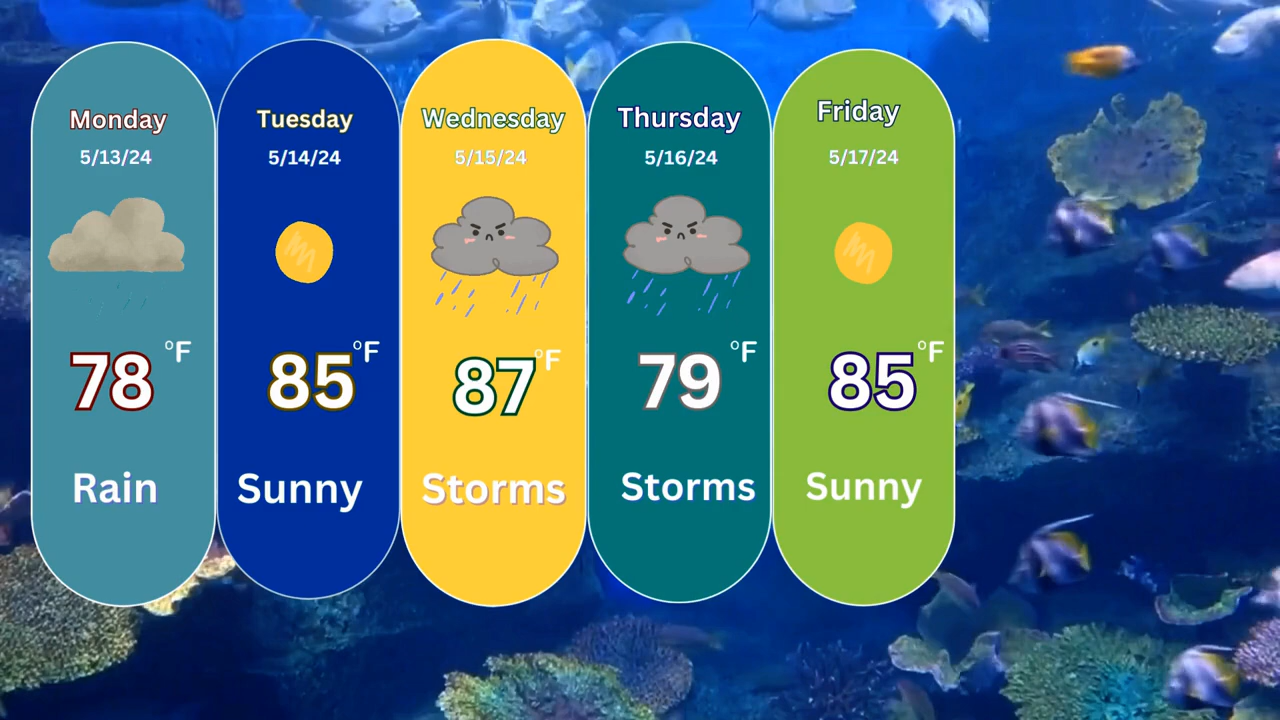 Monday
5/13/24
78 °F
Rain
Tuesday
5/14/24
85 °F
Sunny
Wednesday
5/15/24
87 °F
Storms
Thursday
5/16/24
79 °F
Storms
Friday
5/17/24
85 °F
Sunny